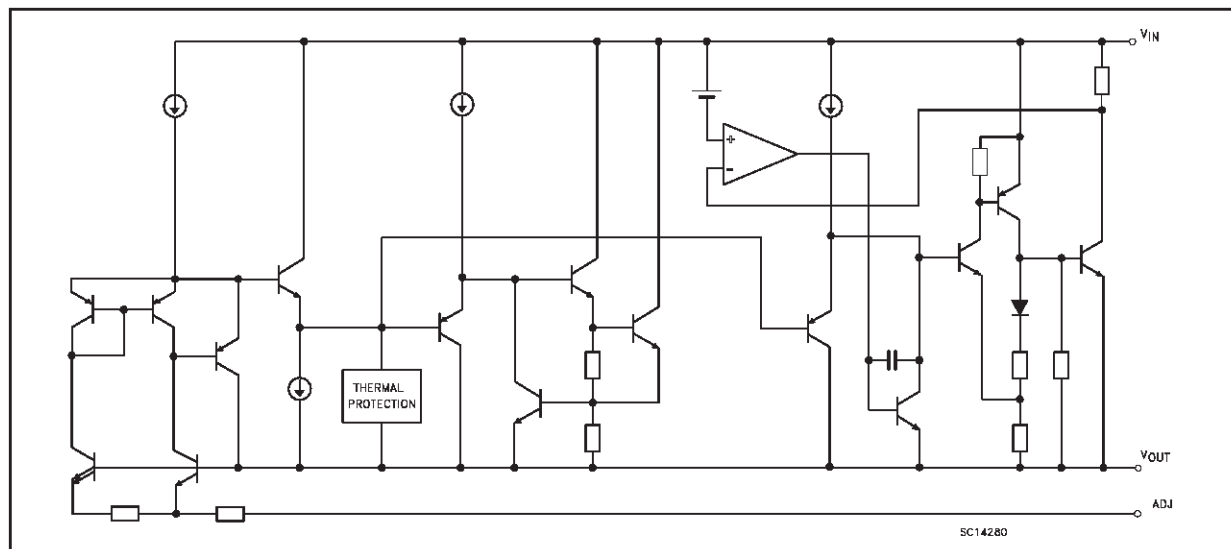 VIN
+
-
THERMAL
PROTECTION
VOUT
ADJ
SC14280